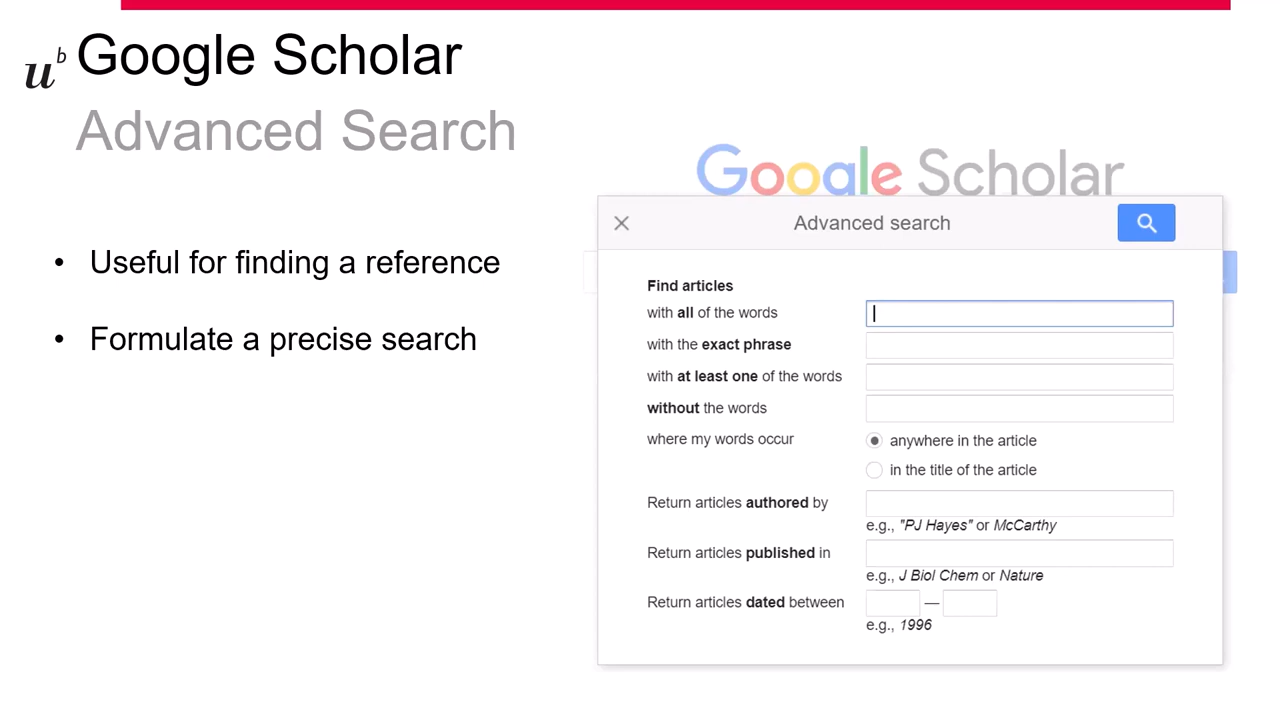 u b Google Scholar
Advanced Search
• Useful for finding a reference
• Formulate a precise search
Google Scholar
Advanced search
Find articles
with all of the words
with the exact phrase
with at least one of the words
without the words
where my words occur
anywhere in the article
in the title of the article
Return articles authored by
e.g., "PJ Hayes" or McCarthy
Return articles published in
e.g., J Biol Chem or Nature
Return articles dated between —
e.g., 1996